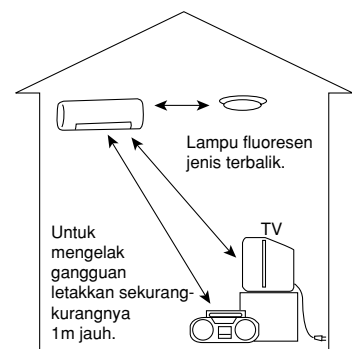 Lampu fluoresen
jenis terbalik.
TV
Untuk
mengelak
gangguan
letakkan sekurang-
kurangnya
1m jauh.